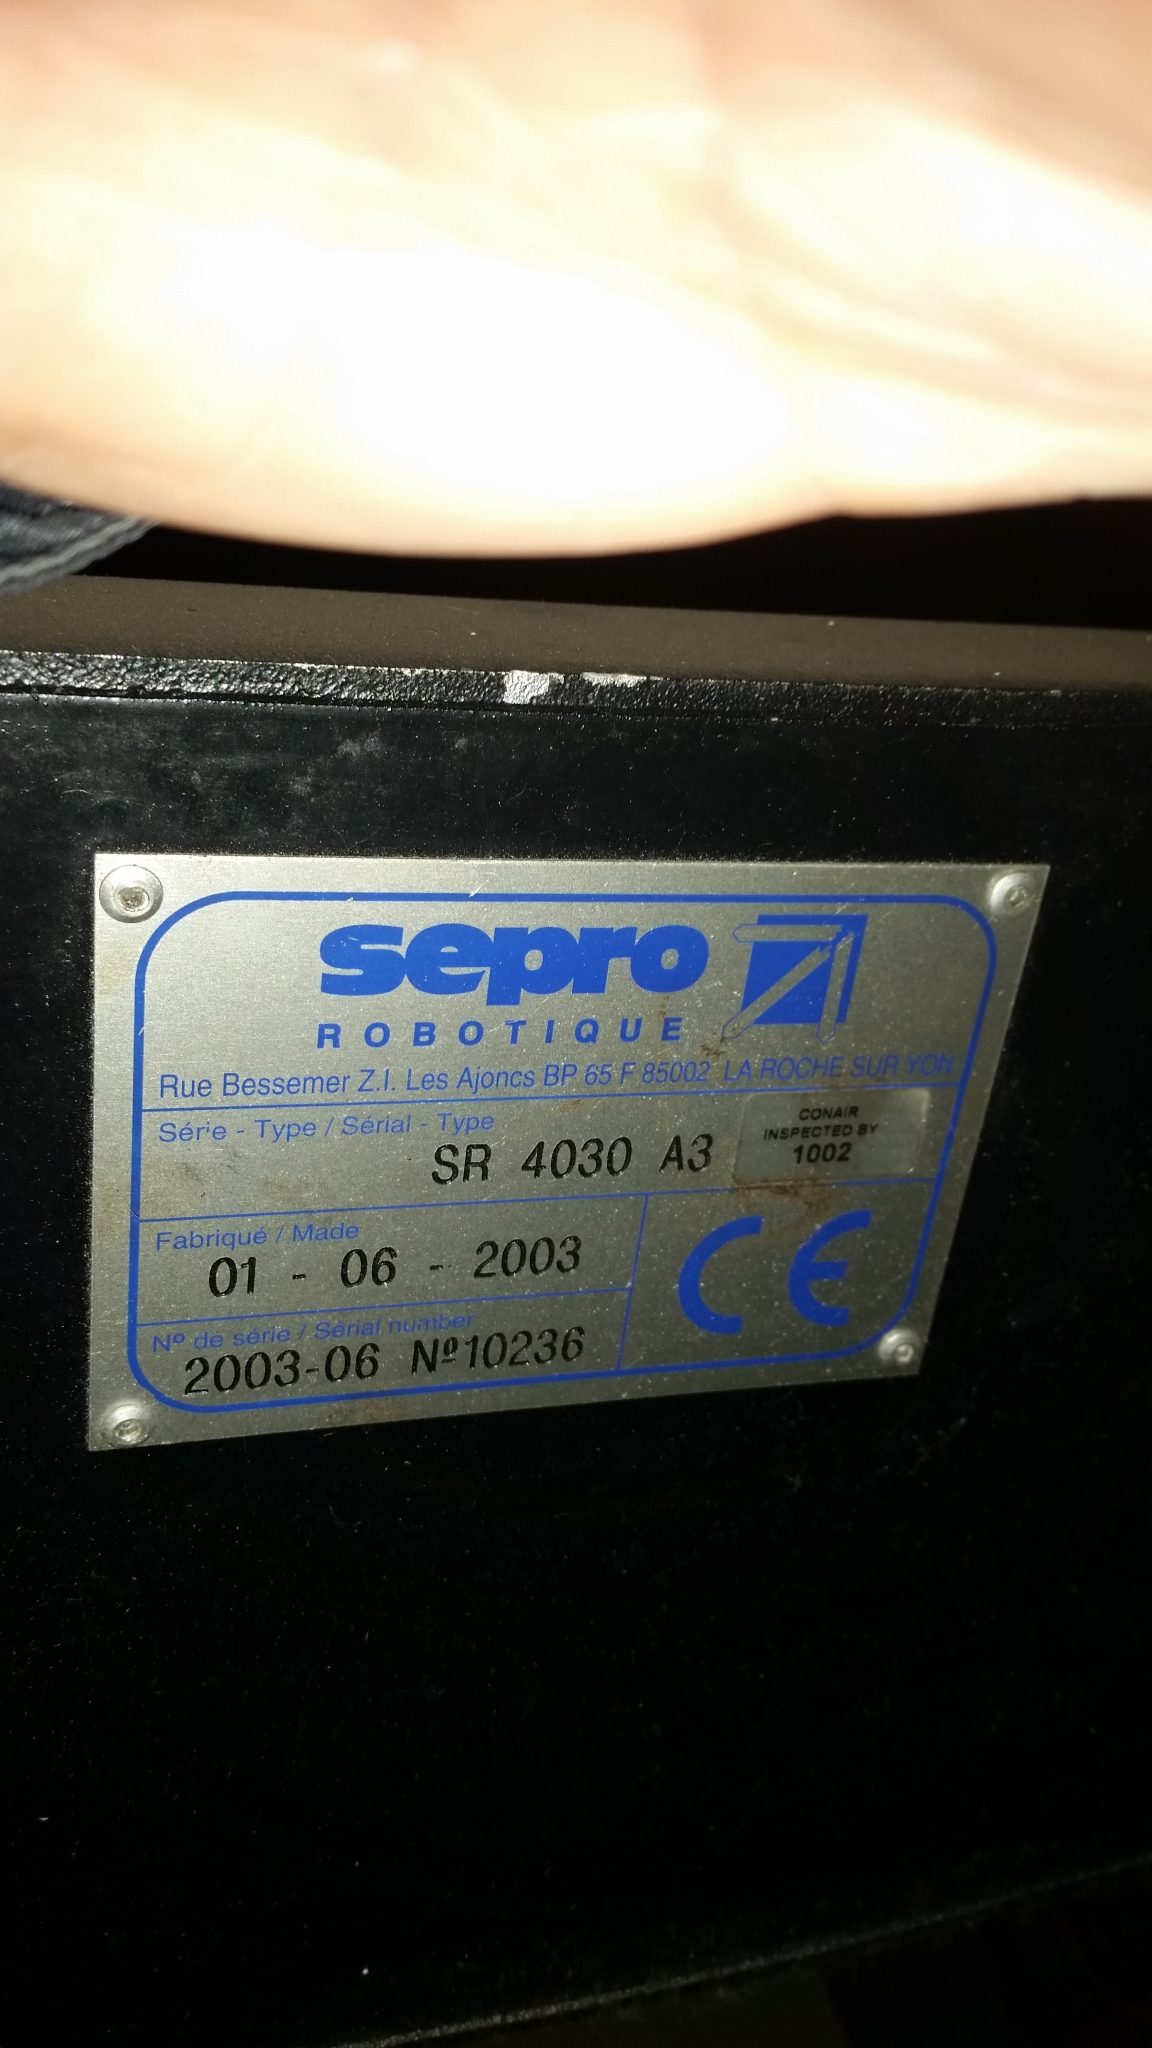 sepro
ROBOTIQUE
Rue Bessemer Z.I. Les Ajoncs BP 65 F 85002 LA ROCHE SUR YON
Série - Type / Sérial - Type
SR 4030 A3
CONAIR
INSPECTED BY
1002
Fabriqué / Made
01 - 06 - 2003
CE
Nº de série / Sérial number
2003-06 Nº10236